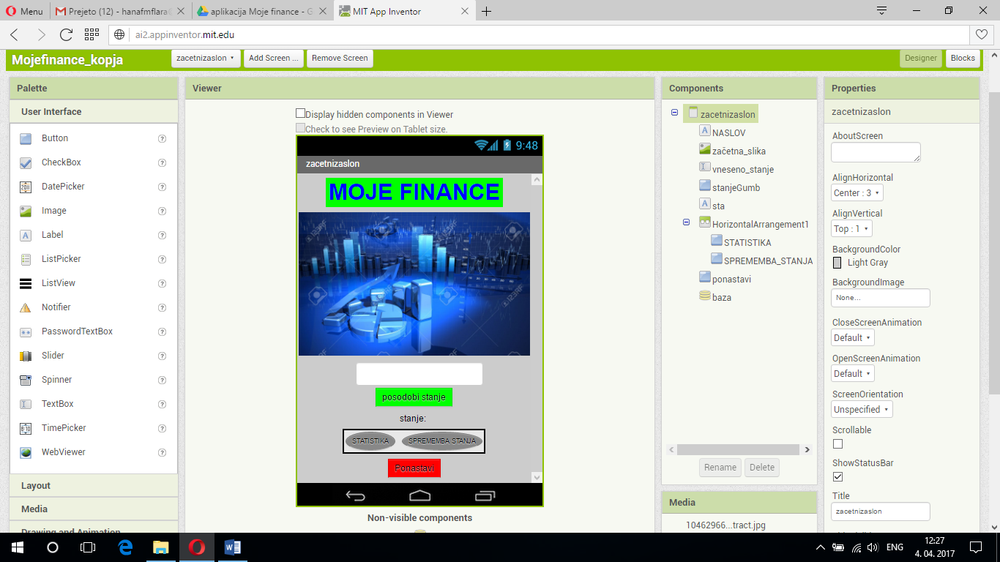 Menu
Prejeto (12) - hanafmflara@
aplikacija Moje finance - G
MIT App Inventor
ai2.appinventor.mit.edu
Mojefinance_kopja
zacetnizaslon
Add Screen ...
Remove Screen
Designer
Blocks
Palette
User Interface
Button
CheckBox
DatePicker
Image
Label
ListPicker
ListView
Notifier
PasswordTextBox
Slider
Spinner
TextBox
TimePicker
WebViewer
Layout
Media
Drawing and Animation
Viewer
Display hidden components in Viewer
Check to see Preview on Tablet size.
9:48
zacetnizaslon
MOJE FINANCE
123RF
posodobi stanje
stanje:
STATISTIKA
SPREMEMBA STANJA
Ponastavi
Non-visible components
Components
zacetnizaslon
NASLOV
začetna_slika
vneseno_stanje
stanjeGumb
sta
HorizontalArrangement1
STATISTIKA
SPREMEMBA_STANJA
ponastavi
baza
Rename
Delete
Media
10462966...tract.jpg
Properties
zacetnizaslon
AboutScreen
AlignHorizontal
Center : 3
AlignVertical
Top : 1
BackgroundColor
Light Gray
BackgroundImage
None...
CloseScreenAnimation
Default
OpenScreenAnimation
Default
ScreenOrientation
Unspecified
Scrollable
ShowStatusBar
Title
zacetnizaslon
ENG
12:27
4. 04. 2017